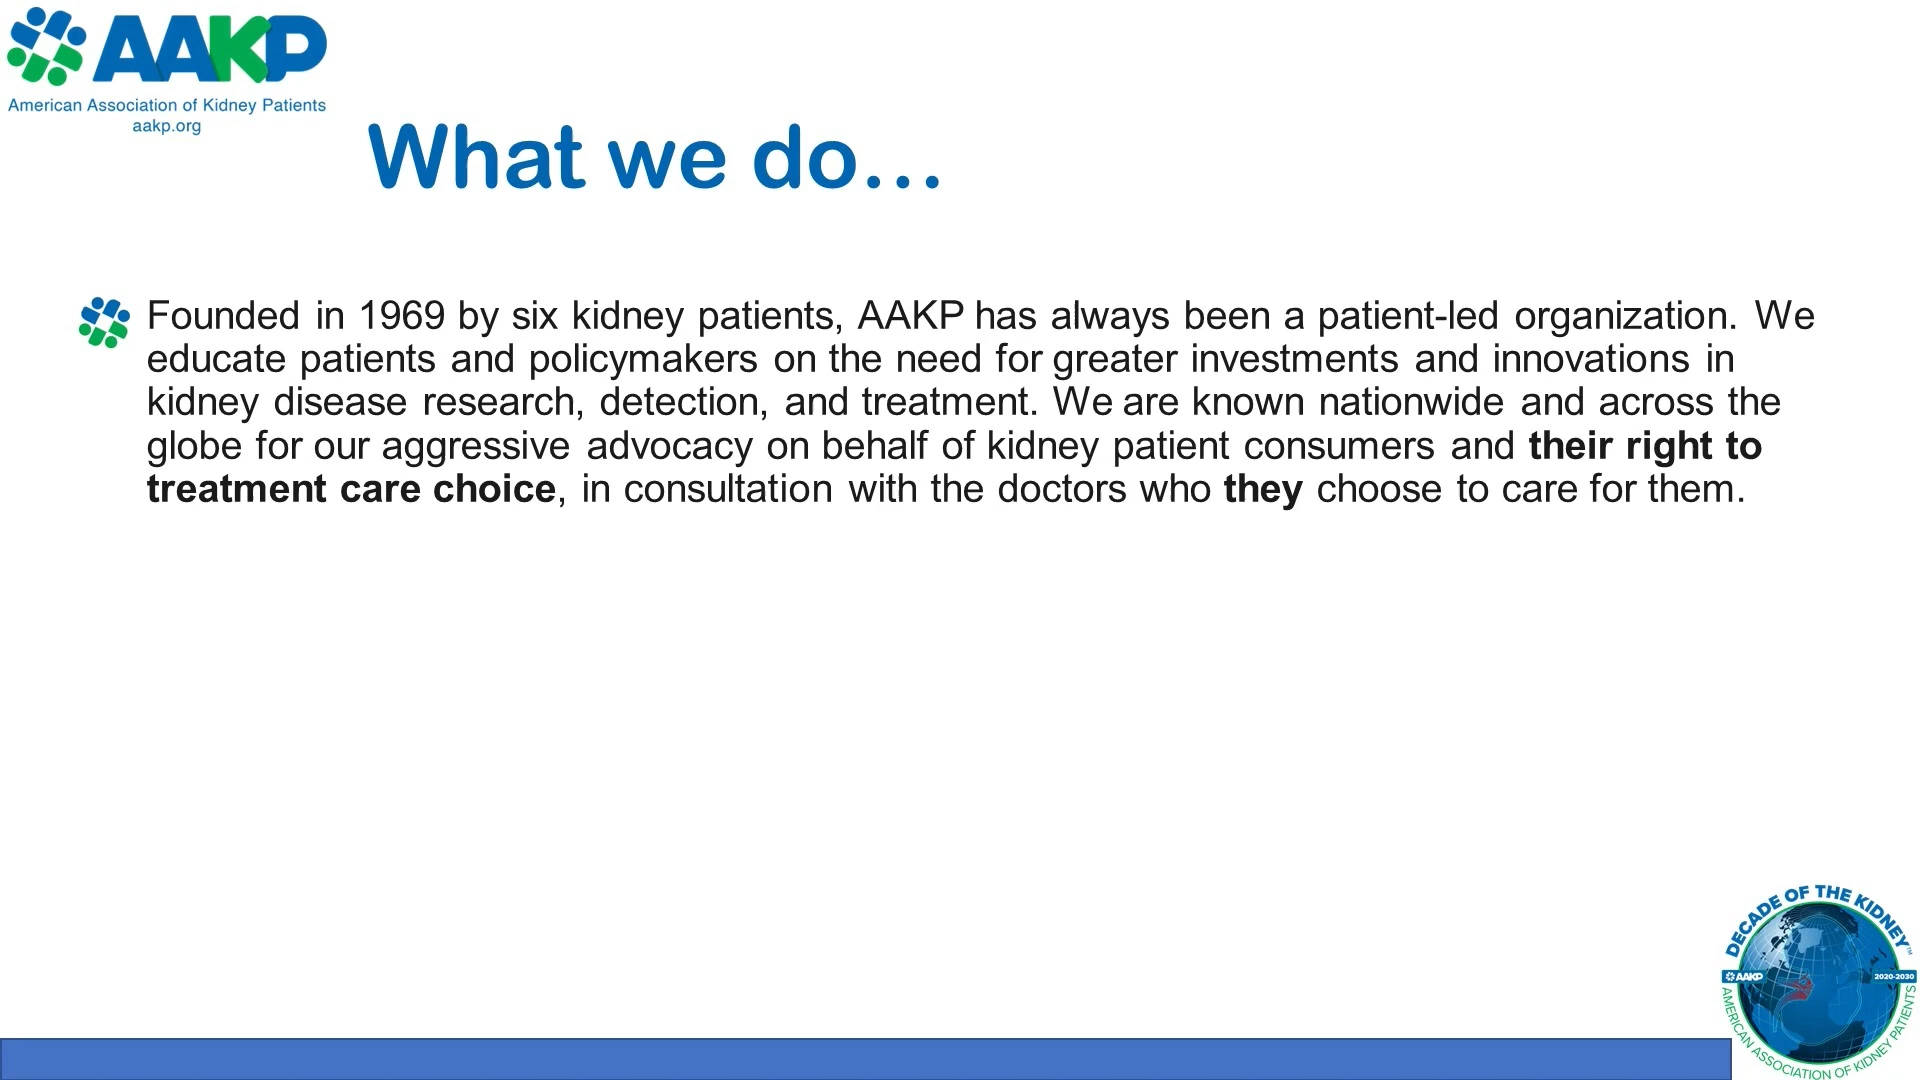 AAKP
American Association of Kidney Patients
aakp.org
What we do…
Founded in 1969 by six kidney patients, AAKP has always been a patient-led organization. We
educate patients and policymakers on the need for greater investments and innovations in
kidney disease research, detection, and treatment. We are known nationwide and across the
globe for our aggressive advocacy on behalf of kidney patient consumers and their right to
treatment care choice, in consultation with the doctors who they choose to care for them.
DECADE OF THE KIDNEY™
AAKP
2020-2030
AMERICAN ASSOCIATION OF KIDNEY PATIENTS